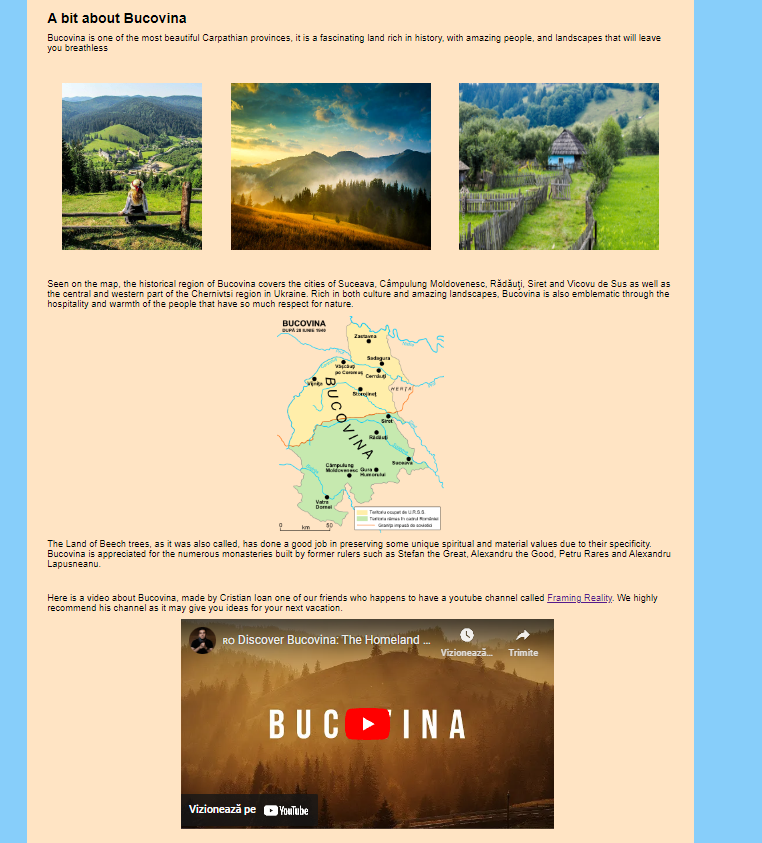 A bit about Bucovina
Bucovina is one of the most beautiful Carpathian provinces, it is a fascinating land rich in history, with amazing people, and landscapes that will leave
you breathless
Seen on the map, the historical region of Bucovina covers the cities of Suceava, Câmpulung Moldovenesc, Rădăuți, Siret and Vicovu de Sus as well as
the central and western part of the Chernivtsi region in Ukraine. Rich in both culture and amazing landscapes, Bucovina is also emblematic through the
hospitality and warmth of the people that have so much respect for nature.
BUCOVINA
DUPĂ 28 IUNIE 1940
Zastavna
Sadagura
Vășcăuți
pe Ceremuș
Cernăuți
Vijnița
Storojineț
HERȚA
BUCOVINA
Siret
Rădăuți
Suceava
Câmpulung
Moldovenesc
Gura
Humorului
Vatra
Dornei
Teritoriu ocupat de U.R.S.S.
Teritoriu rămas în cadrul României
Granița impusă de sovietici
0 km 50
The Land of Beech trees, as it was also called, has done a good job in preserving some unique spiritual and material values due to their specificity.
Bucovina is appreciated for the numerous monasteries built by former rulers such as Stefan the Great, Alexandru the Good, Petru Rares and Alexandru
Lapusneanu.
Here is a video about Bucovina, made by Cristian Ioan one of our friends who happens to have a youtube channel called Framing Reality. We highly
recommend his channel as it may give you ideas for your next vacation.
RO Discover Bucovina: The Homeland ...
Vizionează...
Trimite
BUC VINA
Vizionează pe YouTube